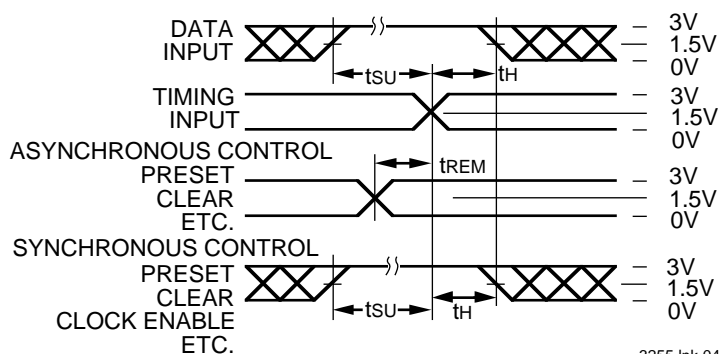 DATA
INPUT
3V
1.5V
0V
tSU
tH
TIMING
INPUT
3V
1.5V
0V
ASYNCHRONOUS CONTROL
PRESET
CLEAR
ETC.
tREM
3V
1.5V
0V
SYNCHRONOUS CONTROL
PRESET
CLEAR
CLOCK ENABLE
ETC.
tSU
tH
3V
1.5V
0V